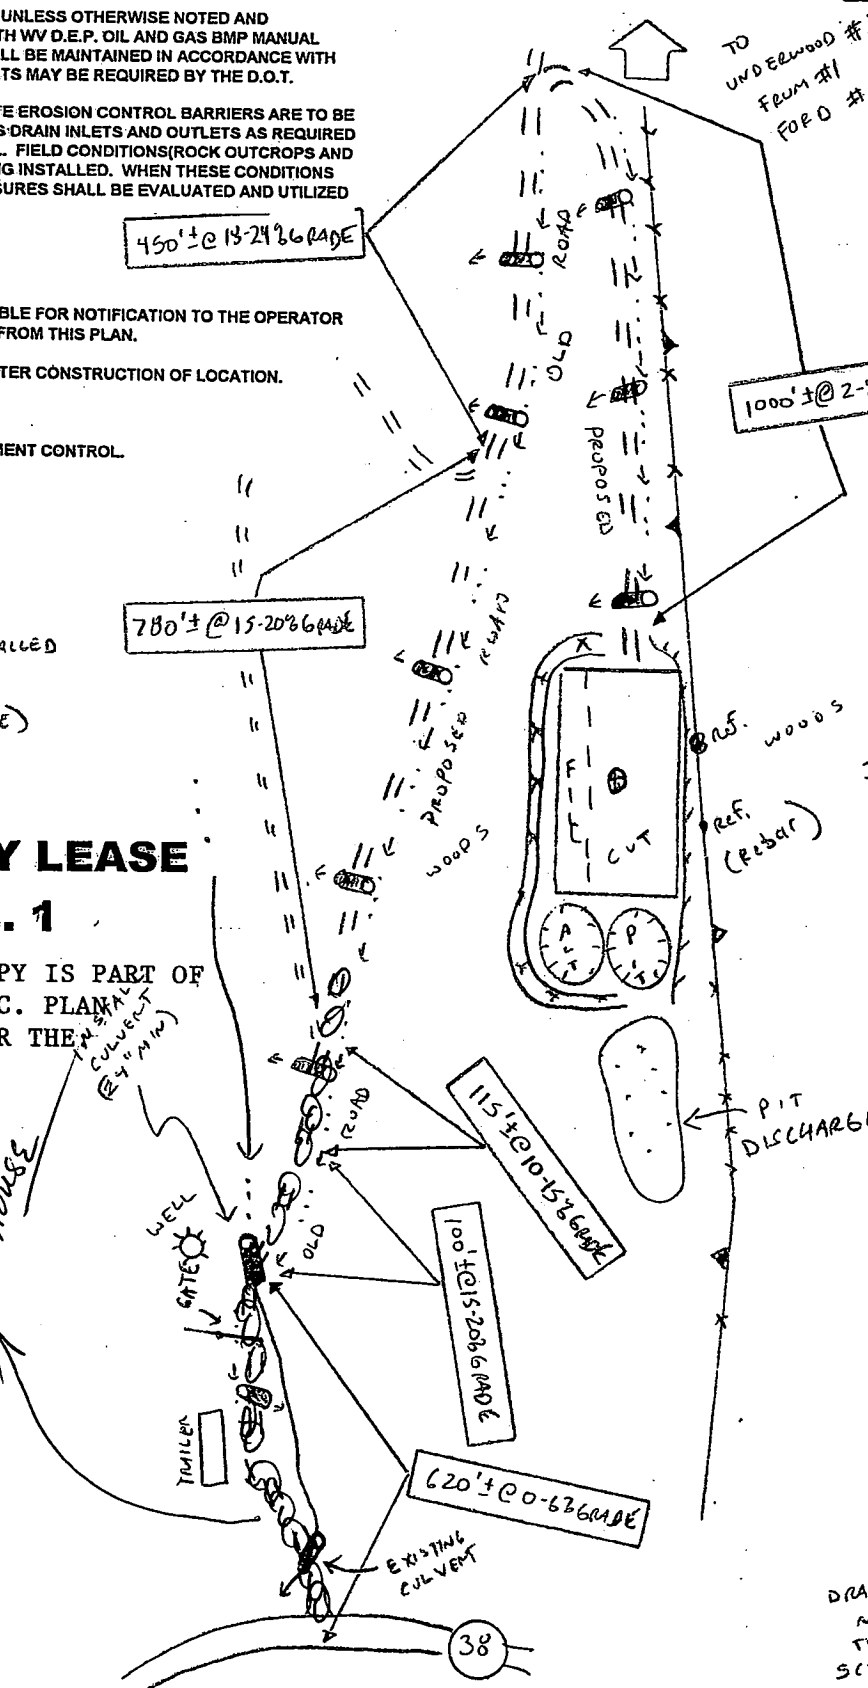 UNLESS OTHERWISE NOTED AND
TH WV D.E.P. OIL AND GAS BMP MANUAL
LL BE MAINTAINED IN ACCORDANCE WITH
TS MAY BE REQUIRED BY THE D.O.T.
TE EROSION CONTROL BARRIERS ARE TO BE
S DRAIN INLETS AND OUTLETS AS REQUIRED
L. FIELD CONDITIONS(ROCK OUTCROPS AND
NG INSTALLED. WHEN THESE CONDITIONS
SURES SHALL BE EVALUATED AND UTILIZED
TO
UNDERWOOD #
FRUM #1
FORD #
450'±@ 18-24% GRADE
BLE FOR NOTIFICATION TO THE OPERATOR
FROM THIS PLAN.
TER CONSTRUCTION OF LOCATION.
MENT CONTROL.
OLD ROAD
PROPOSED
1000'±@ 2-
780'±@ 15-20% GRADE
ALLED
E)
PROPOSED ROAD
WOODS
CUT
Ref.
WOODS
Ref.
(Rebar)
PIT
Y LEASE
. 1
PY IS PART OF
C. PLAN
R THE
INSTALL
CULVERT
(24" MIN)
OLD ROAD
115'±@10-15% GRADE
100'±@15-20% GRADE
PIT
DISCHARGE
WELL
GATE
TRAILER
620'±@ 0-6% GRADE
EXISTING
CULVERT
38
DRA